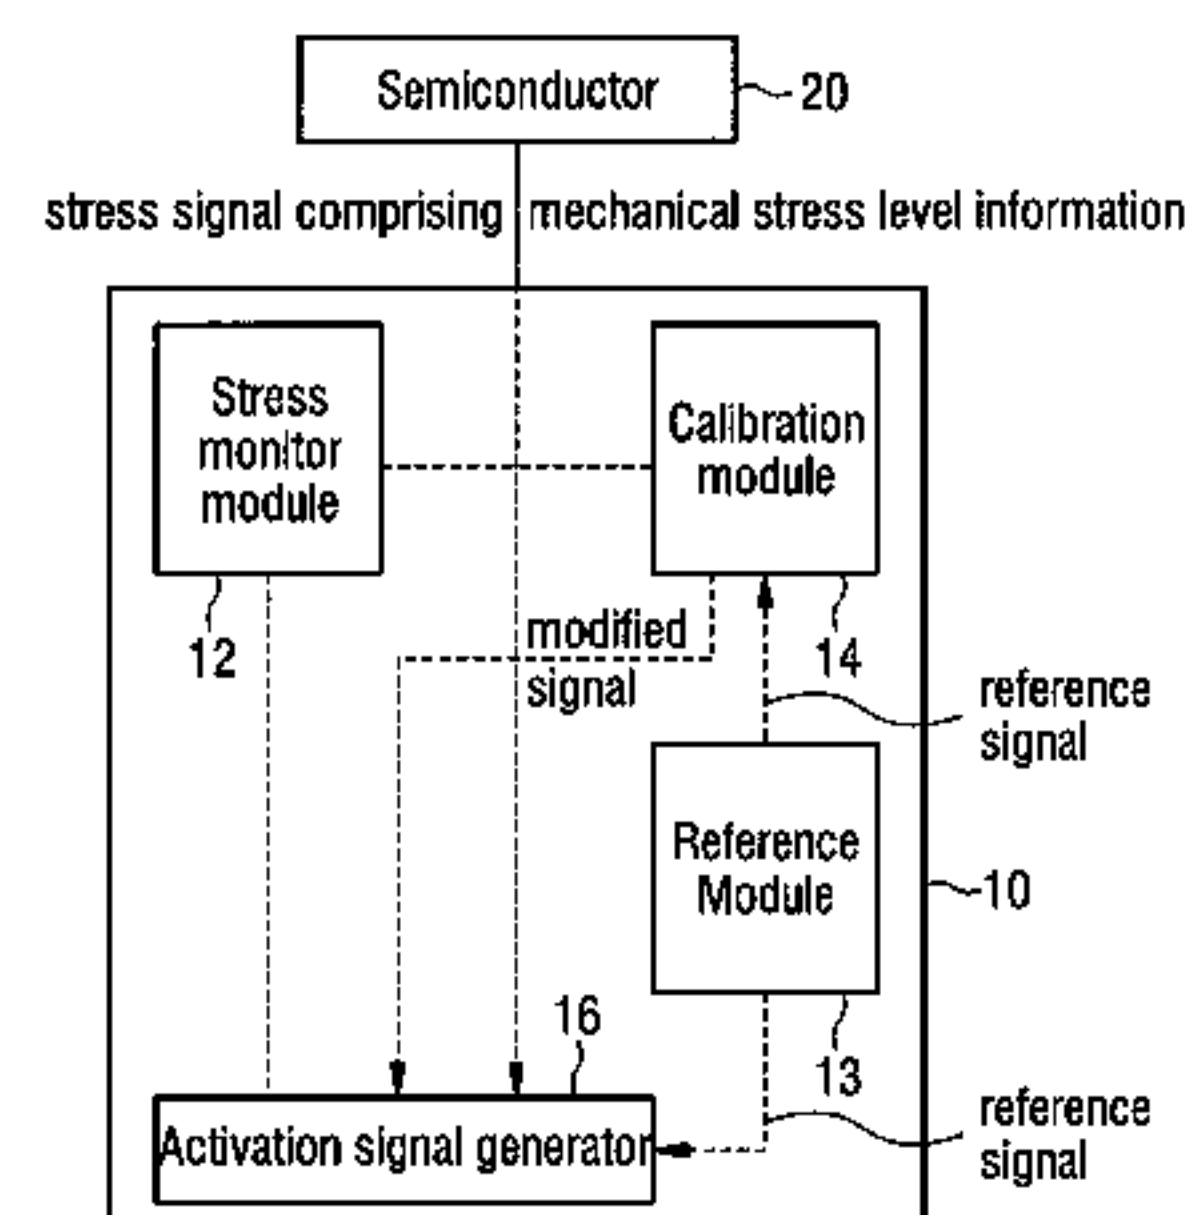 Semiconductor
20
stress signal comprising mechanical stress level information
Stress
monitor
module
Calibration
module
12
modified
signal
14
reference
signal
Reference
Module
10
16
13
reference
signal
Activation signal generator